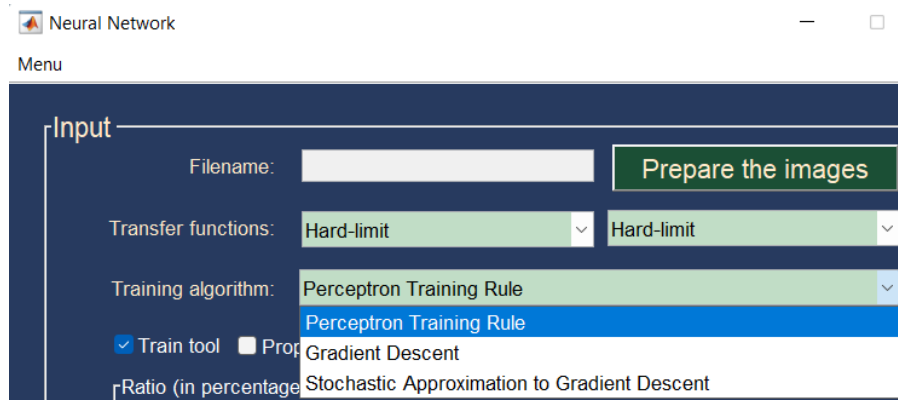 Neural Network
Menu
Input
Filename: Prepare the images
Transfer functions: Hard-limit Hard-limit
Training algorithm: Perceptron Training Rule
Perceptron Training Rule
Train tool Prop Gradient Descent
Ratio (in percentage Stochastic Approximation to Gradient Descent